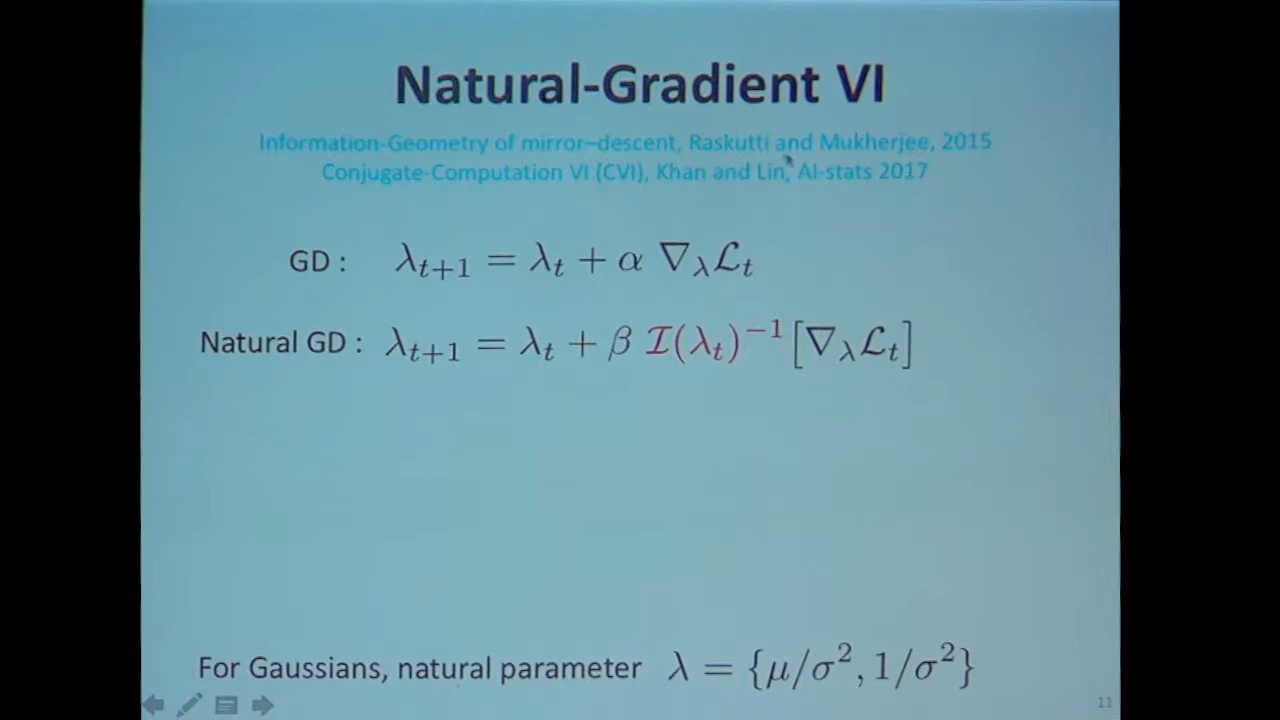 Natural-Gradient VI
Information-Geometry of mirror–descent, Raskutti and Mukherjee, 2015
Conjugate-Computation VI (CVI), Khan and Lin, AI-stats 2017
GD : λ_{t+1} = λ_t + α ∇_λ ℒ_t
Natural GD : λ_{t+1} = λ_t + β ℐ(λ_t)^{−1} [∇_λ ℒ_t]
For Gaussians, natural parameter λ = {μ/σ², 1/σ²}
11